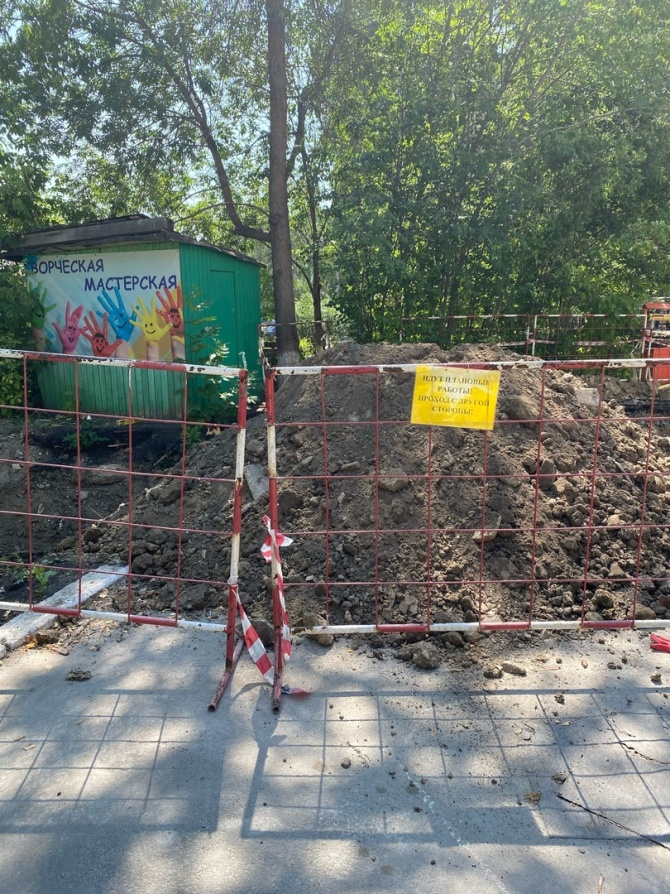 ВОРЧЕСКАЯ
МАСТЕРСКАЯ
ИДУТ ПЛАНОВЫЕ
РАБОТЫ!
ПРОХОД С ДРУГОЙ
СТОРОНЫ!